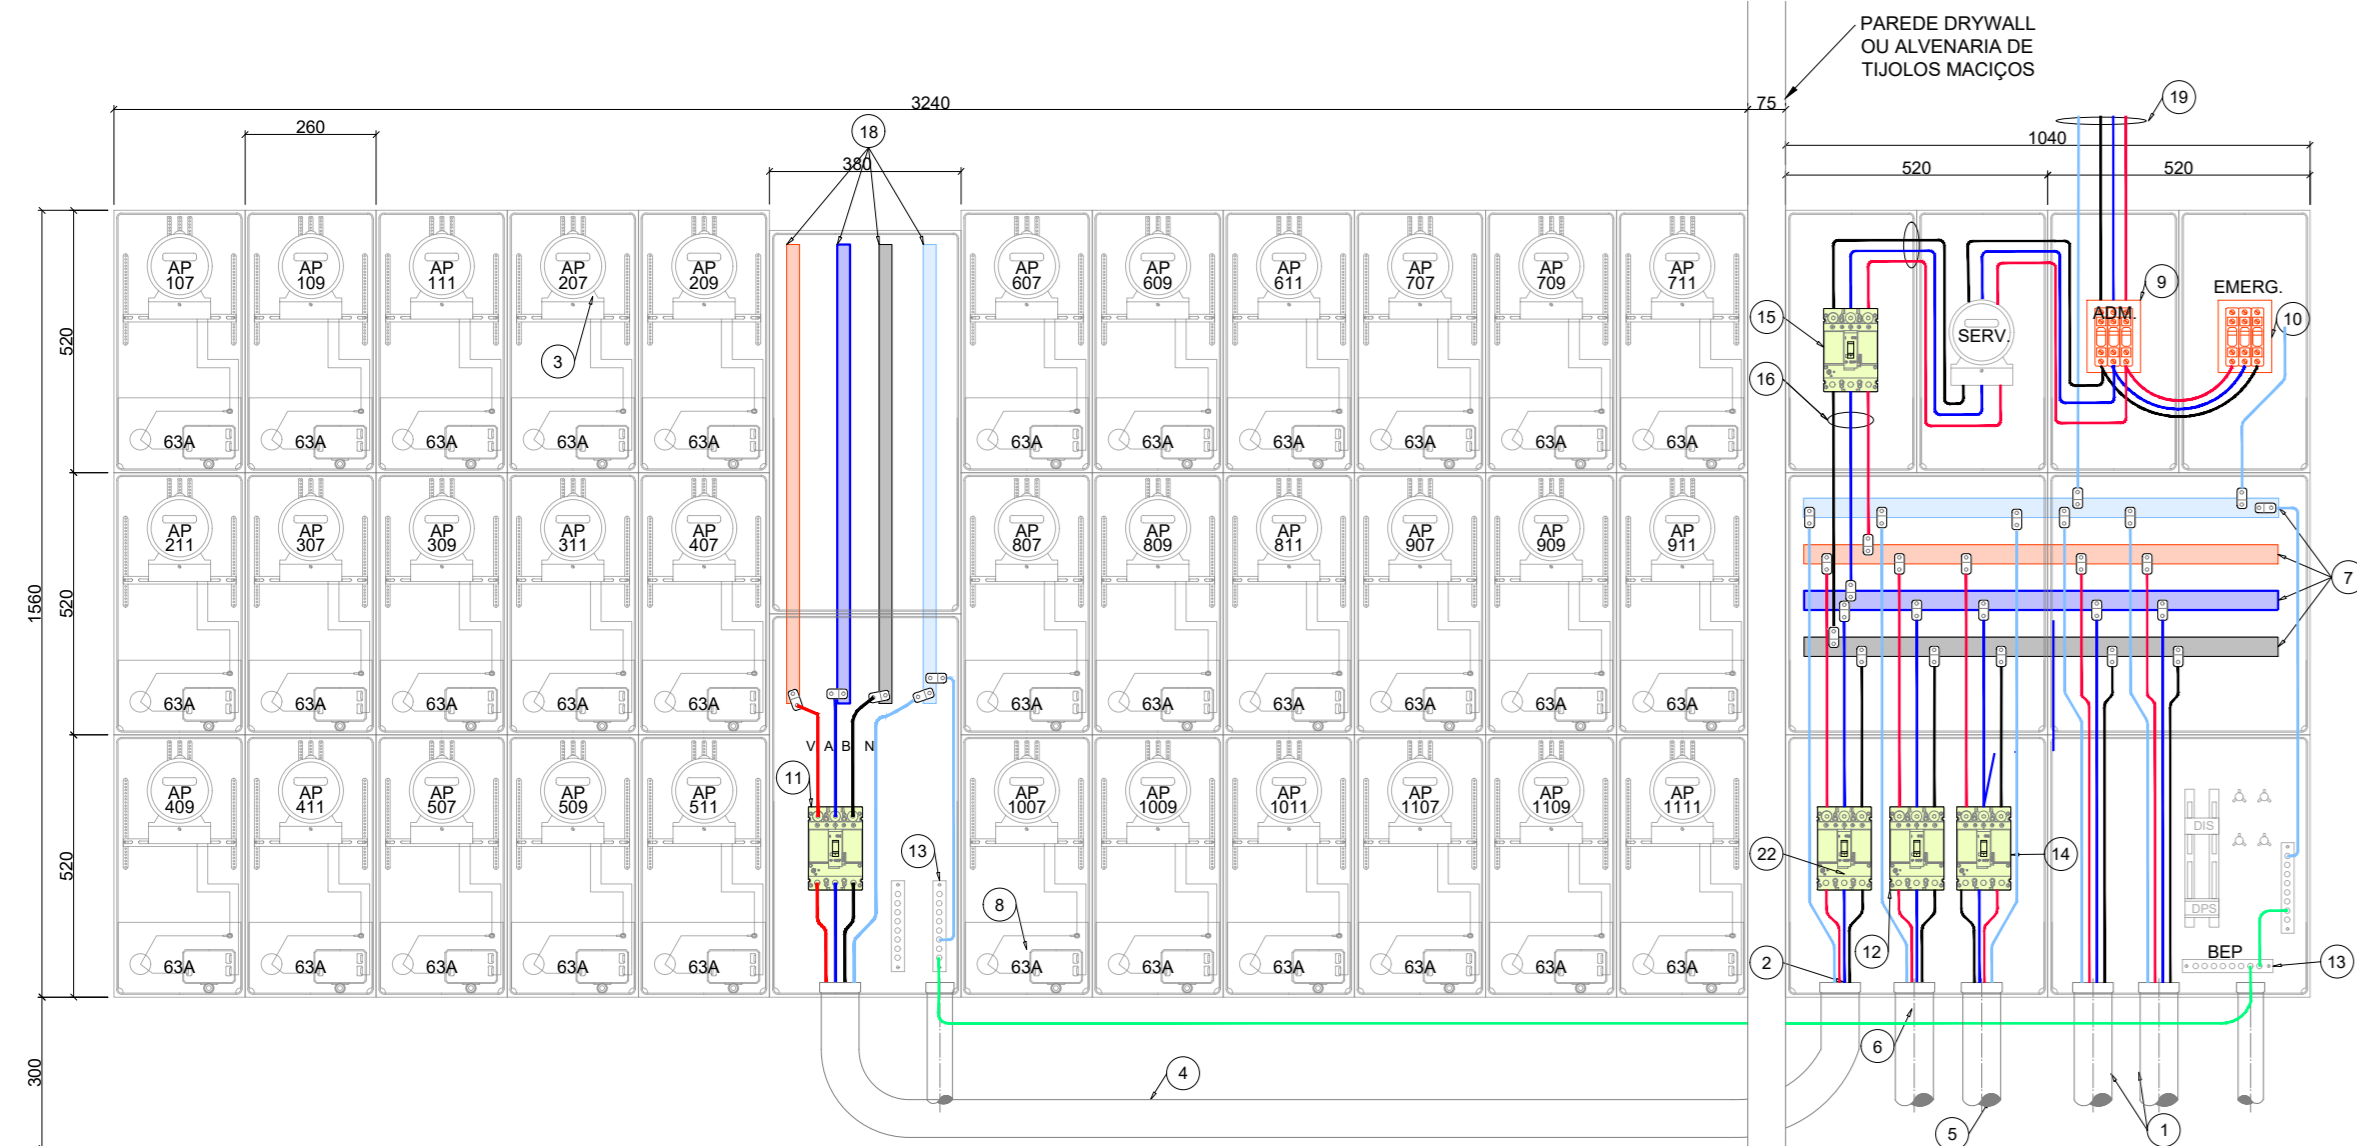 PAREDE DRYWALL
OU ALVENARIA DE
TIJOLOS MACIÇOS
3240
75
19
260
18
1040
380
520
520
AP
107
AP
109
AP
111
AP
207
AP
209
AP
607
AP
609
AP
611
AP
707
AP
709
AP
711
9
EMERG.
15
ADM.
10
SERV.
520
3
16
63A
63A
63A
63A
63A
63A
63A
63A
63A
63A
63A
AP
211
AP
307
AP
309
AP
311
AP
407
AP
807
AP
809
AP
811
AP
907
AP
909
AP
911
7
1560
520
63A
63A
63A
63A
63A
63A
63A
63A
63A
63A
63A
V A B N
11
AP
409
AP
411
AP
507
AP
509
AP
511
AP
1007
AP
1009
AP
1011
AP
1107
AP
1109
AP
1111
DIS
13
22
14
520
8
DPS
12
BEP
2
13
63A
63A
63A
63A
63A
63A
63A
63A
63A
63A
63A
6
300
4
5
1